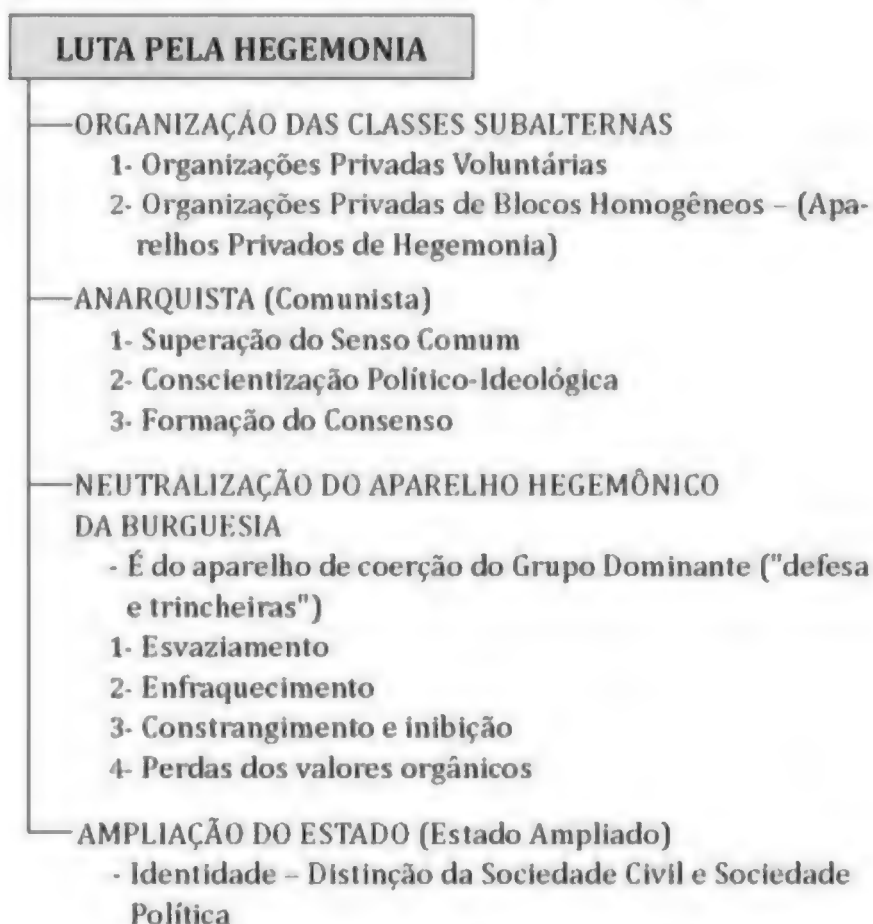 LUTA PELA HEGEMONIA
ORGANIZAÇÁO DAS CLASSES SUBALTERNAS
1- Organizações Privadas Voluntárias
2- Organizações Privadas de Blocos Homogêneos – (Apa-
relhos Privados de Hegemonia)
ANARQUISTA (Comunista)
1- Superação do Senso Comum
2- Conscientização Político-Ideológica
3- Formação do Consenso
NEUTRALIZAÇÃO DO APARELHO HEGEMÔNICO
DA BURGUESIA
- É do aparelho de coerção do Grupo Dominante ("defesa
e trincheiras")
1- Esvaziamento
2- Enfraquecimento
3- Constrangimento e inibição
4- Perdas dos valores orgânicos
AMPLIAÇÃO DO ESTADO (Estado Ampliado)
- Identidade – Distinção da Sociedade Civil e Sociedade
Política